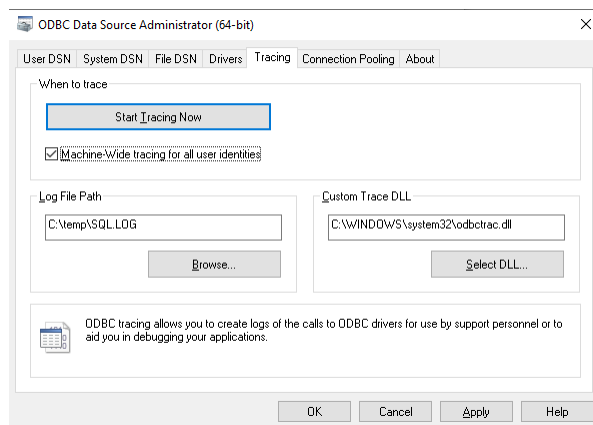 ODBC Data Source Administrator (64-bit)
User DSN System DSN File DSN Drivers Tracing Connection Pooling About
When to trace
Start Tracing Now
Machine-Wide tracing for all user identities
Log File Path
C:\temp\SQL.LOG
Browse...
Custom Trace DLL
C:\WINDOWS\system32\odbctrac.dll
Select DLL...
ODBC tracing allows you to create logs of the calls to ODBC drivers for use by support personnel or to
aid you in debugging your applications.
OK Cancel Apply Help